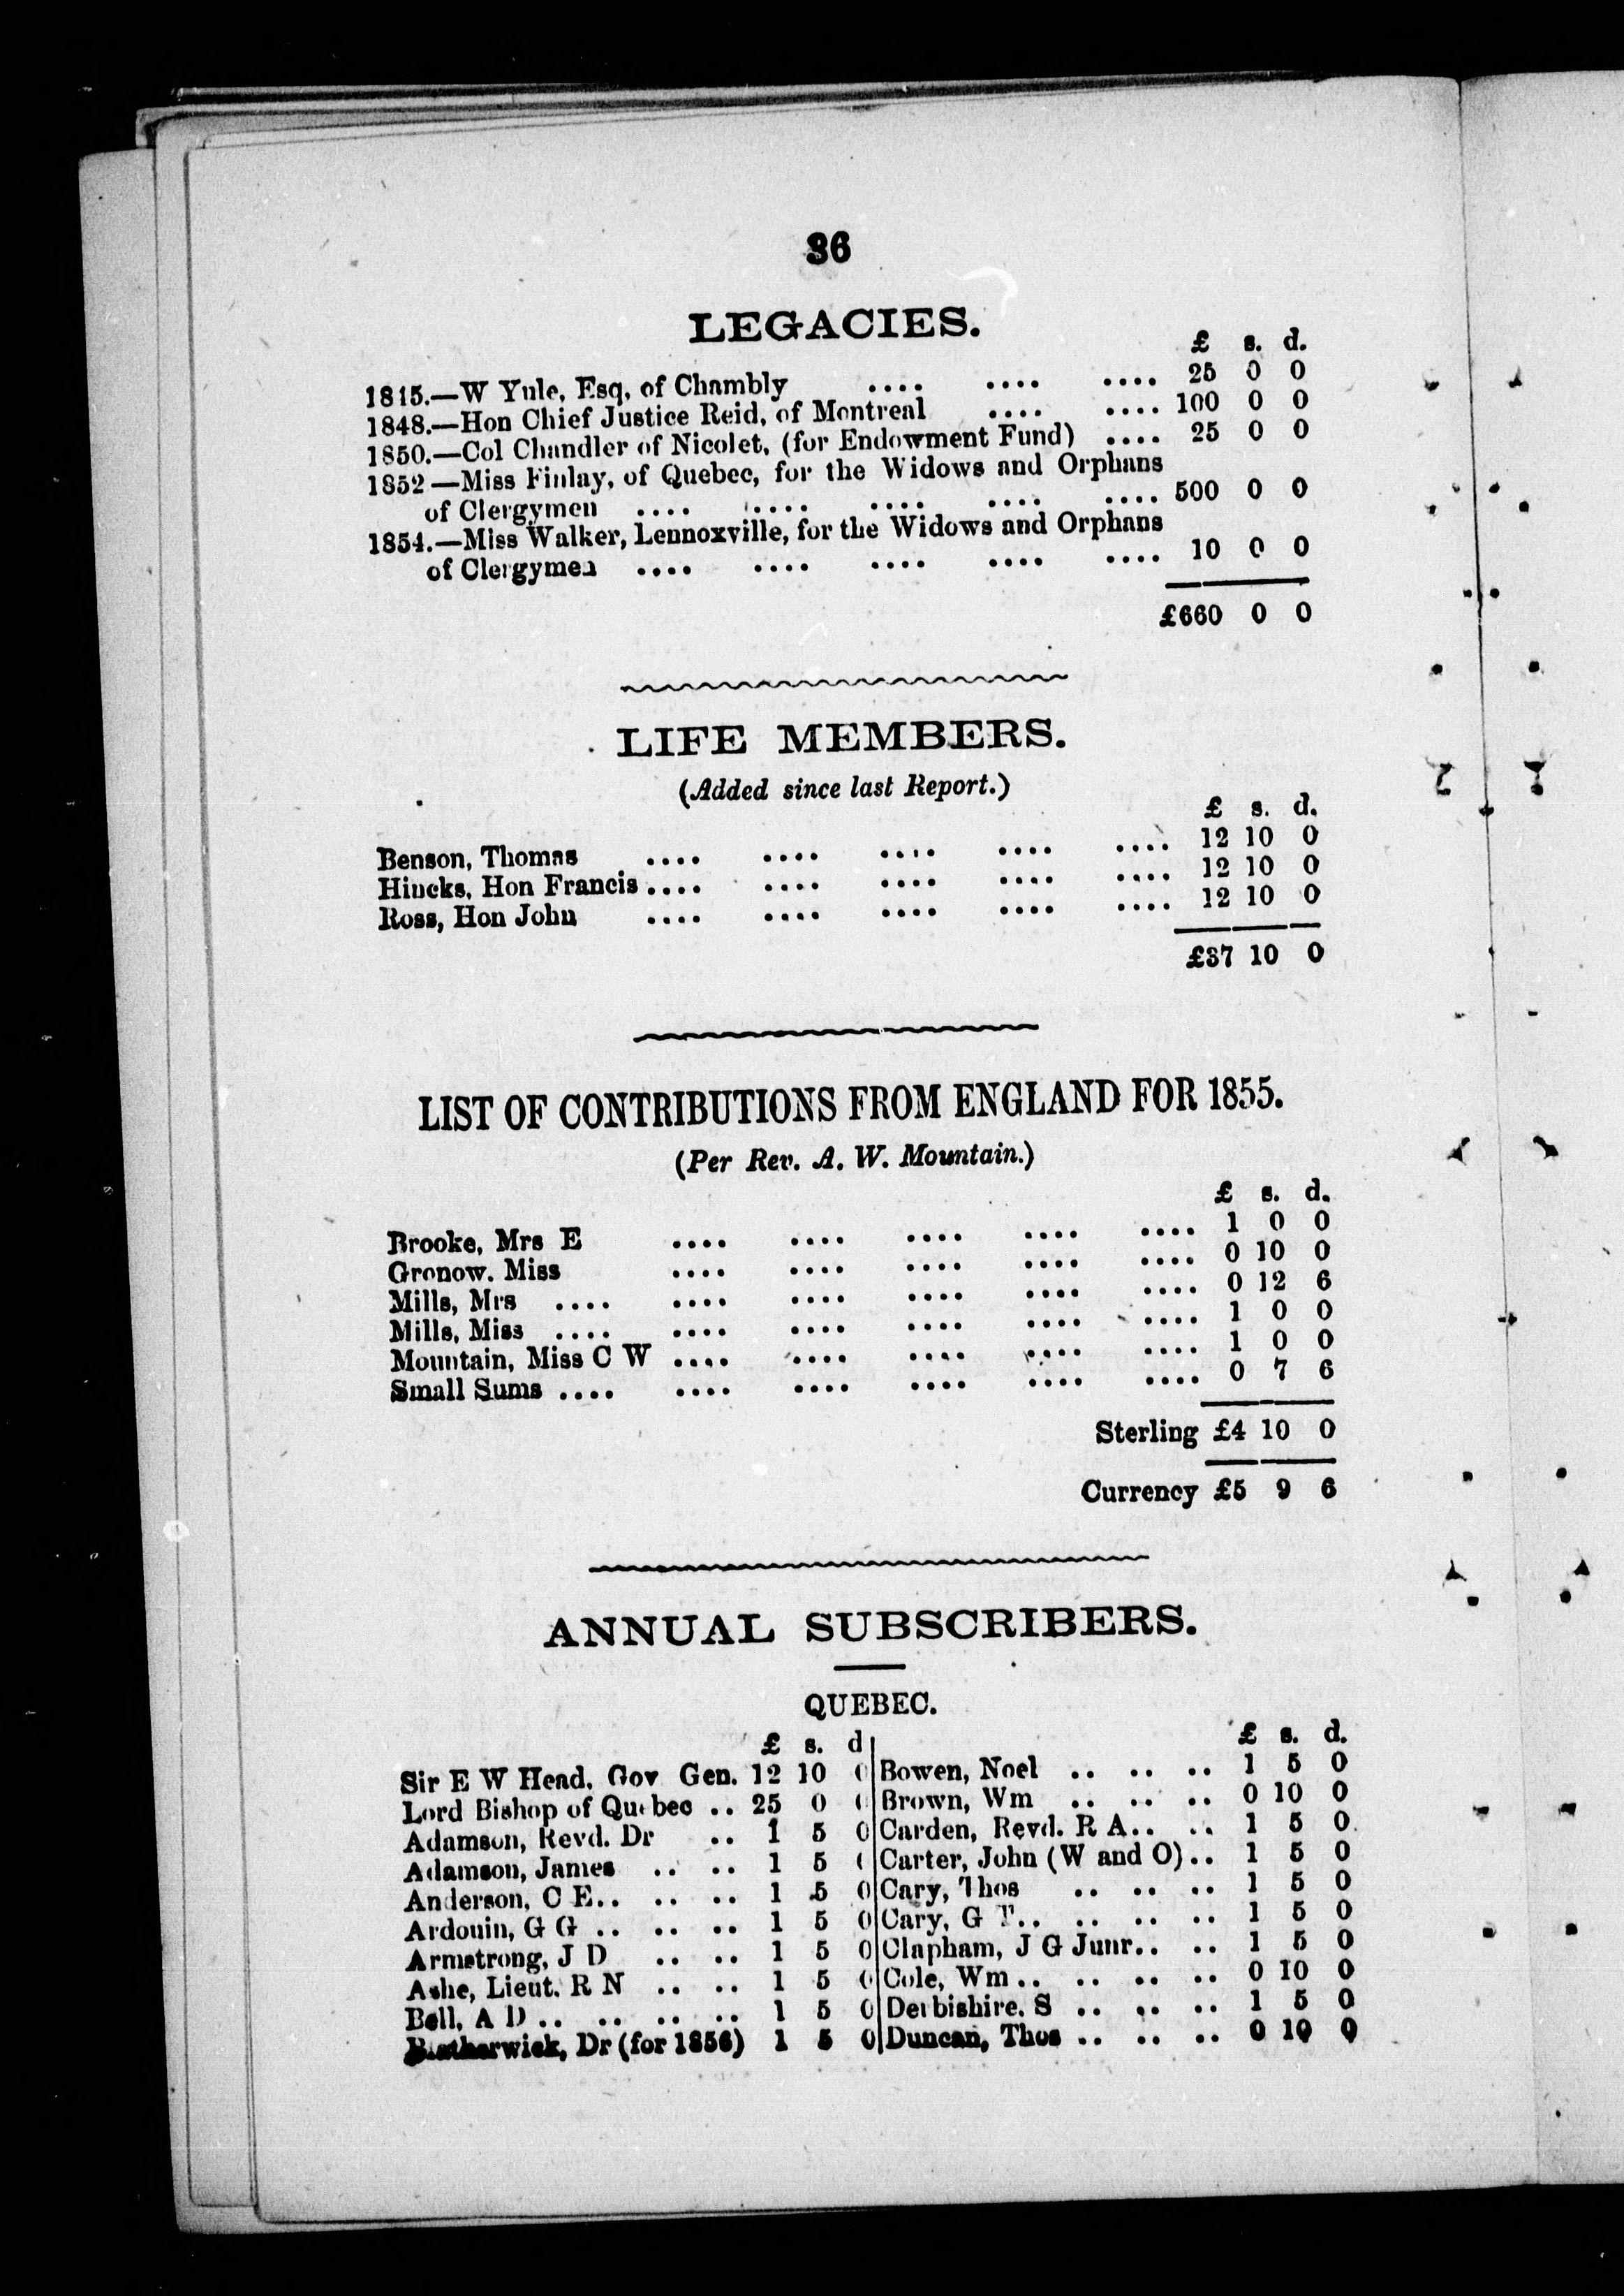 36
LEGACIES.
£ s. d.
1815.—W Yule, Esq, of Chambly .... .... .... 25 0 0
1848.—Hon Chief Justice Reid, of Montreal .... .... 100 0 0
1850.—Col Chandler of Nicolet, (for Endowment Fund) .... 25 0 0
1852—Miss Finlay, of Quebec, for the Widows and Orphans
of Clergymen .... .... .... .... .... 500 0 0
1854.—Miss Walker, Lennoxville, for the Widows and Orphans
of Clergymen .... .... .... .... .... 10 0 0
£660 0 0
LIFE MEMBERS.
(Added since last Report.)
£ s. d.
Benson, Thomas .... .... .... .... .... 12 10 0
Hincks, Hon Francis .... .... .... .... .... 12 10 0
Ross, Hon John .... .... .... .... .... 12 10 0
£37 10 0
LIST OF CONTRIBUTIONS FROM ENGLAND FOR 1855.
(Per Rev. A. W. Mountain.)
£ s. d.
Brooke, Mrs E .... .... .... .... .... 1 0 0
Gronow. Miss .... .... .... .... .... 0 10 0
Mills, Mrs .... .... .... .... .... .... 0 12 6
Mills, Miss .... .... .... .... .... .... 1 0 0
Mountain, Miss C W .... .... .... .... .... 1 0 0
Small Sums .... .... .... .... .... .... 0 7 6
Sterling £4 10 0
Currency £5 9 6
ANNUAL SUBSCRIBERS.
QUEBEC.
£ s. d
Sir E W Head, Gov Gen. 12 10 0
Lord Bishop of Quebec .. 25 0 0
Adamson, Revd. Dr .. 1 5 0
Adamson, James .. .. 1 5 0
Anderson, C E.. .. .. 1 5 0
Ardouin, G G .. .. .. 1 5 0
Armstrong, J D .. .. 1 5 0
Ashe, Lieut. R N .. .. 1 5 0
Bell, A D .. .. .. .. 1 5 0
Blatherwick, Dr (for 1856) 1 5 0
£ s. d.
Bowen, Noel .. .. .. 1 5 0
Brown, Wm .. .. .. 0 10 0
Carden, Revd. R A.. .. 1 5 0
Carter, John (W and O).. 1 5 0
Cary, Thos .. .. .. 1 5 0
Cary, G T.. .. .. .. 1 5 0
Clapham, J G Junr.. .. 1 5 0
Cole, Wm .. .. .. .. 0 10 0
Derbishire. S .. .. .. 1 5 0
Duncan, Thos .. .. .. 0 10 0